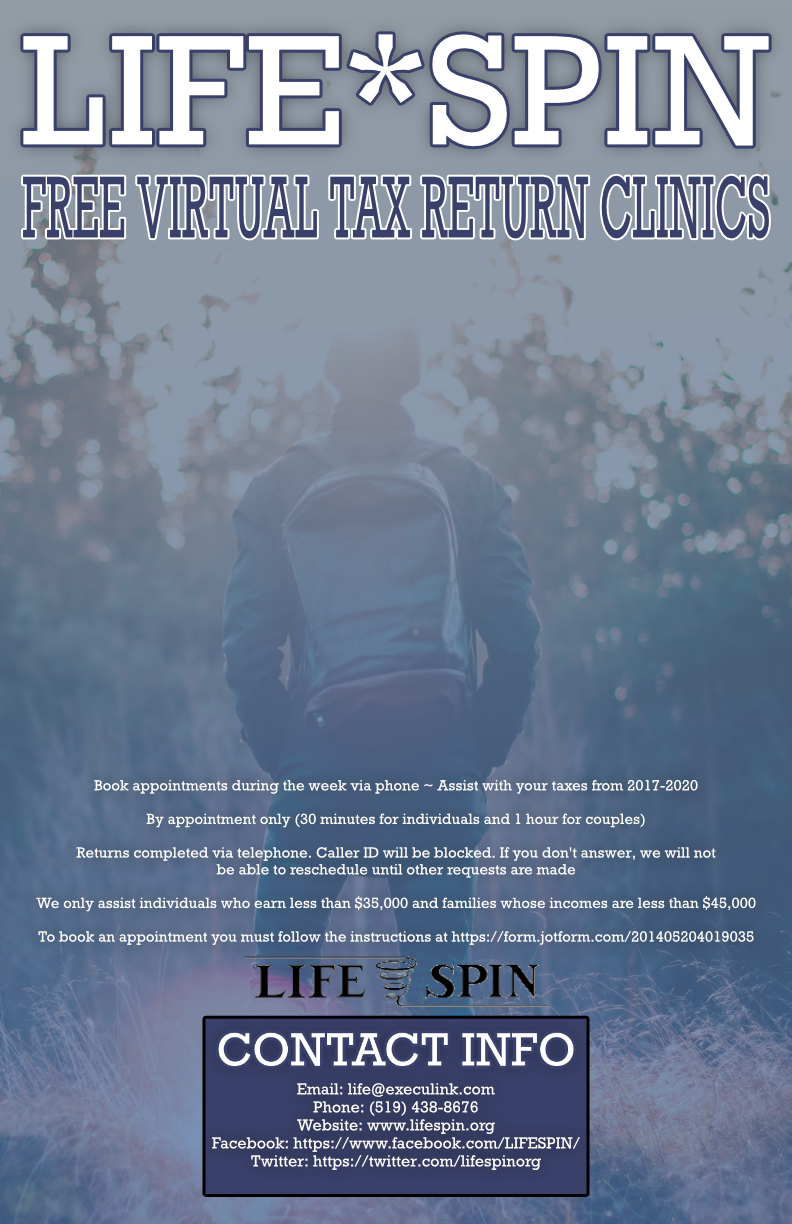 LIFE*SPIN
FREE VIRTUAL TAX RETURN CLINICS
Book appointments during the week via phone ~ Assist with your taxes from 2017-2020
By appointment only (30 minutes for individuals and 1 hour for couples)
Returns completed via telephone. Caller ID will be blocked. If you don't answer, we will not
be able to reschedule until other requests are made
We only assist individuals who earn less than $35,000 and families whose incomes are less than $45,000
To book an appointment you must follow the instructions at https://form.jotform.com/201405204019035
LIFE SPIN
CONTACT INFO
Email: life@execulink.com
Phone: (519) 438-8676
Website: www.lifespin.org
Facebook: https://www.facebook.com/LIFESPIN/
Twitter: https://twitter.com/lifespinorg